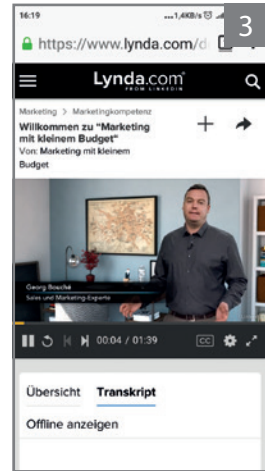 16:19 ...1,4KB/s
3
https://www.lynda.com/d
Lynda.com
FROM LINKEDIN
Marketing > Marketingkompetenz
Willkommen zu "Marketing
mit kleinem Budget"
Von: Marketing mit kleinem
Budget
Georg Bouché
Sales und Marketing-Experte
00:04 / 01:39 CC
Übersicht Transkript
Offline anzeigen